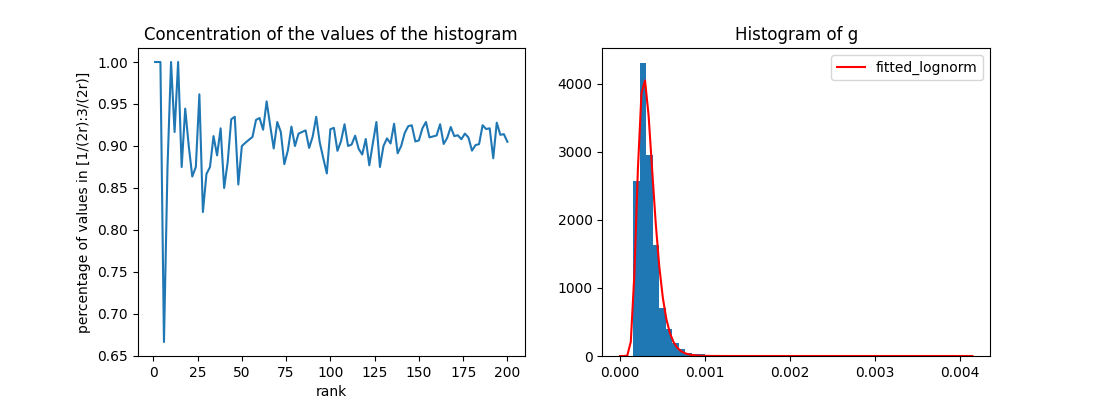 Concentration of the values of the histogram
percentage of values in [1/(2r):3/(2r)]
1.00
0.95
0.90
0.85
0.80
0.75
0.70
0.65
0 25 50 75 100 125 150 175 200
rank
Histogram of g
fitted_lognorm
4000
3000
2000
1000
0
0.000 0.001 0.002 0.003 0.004